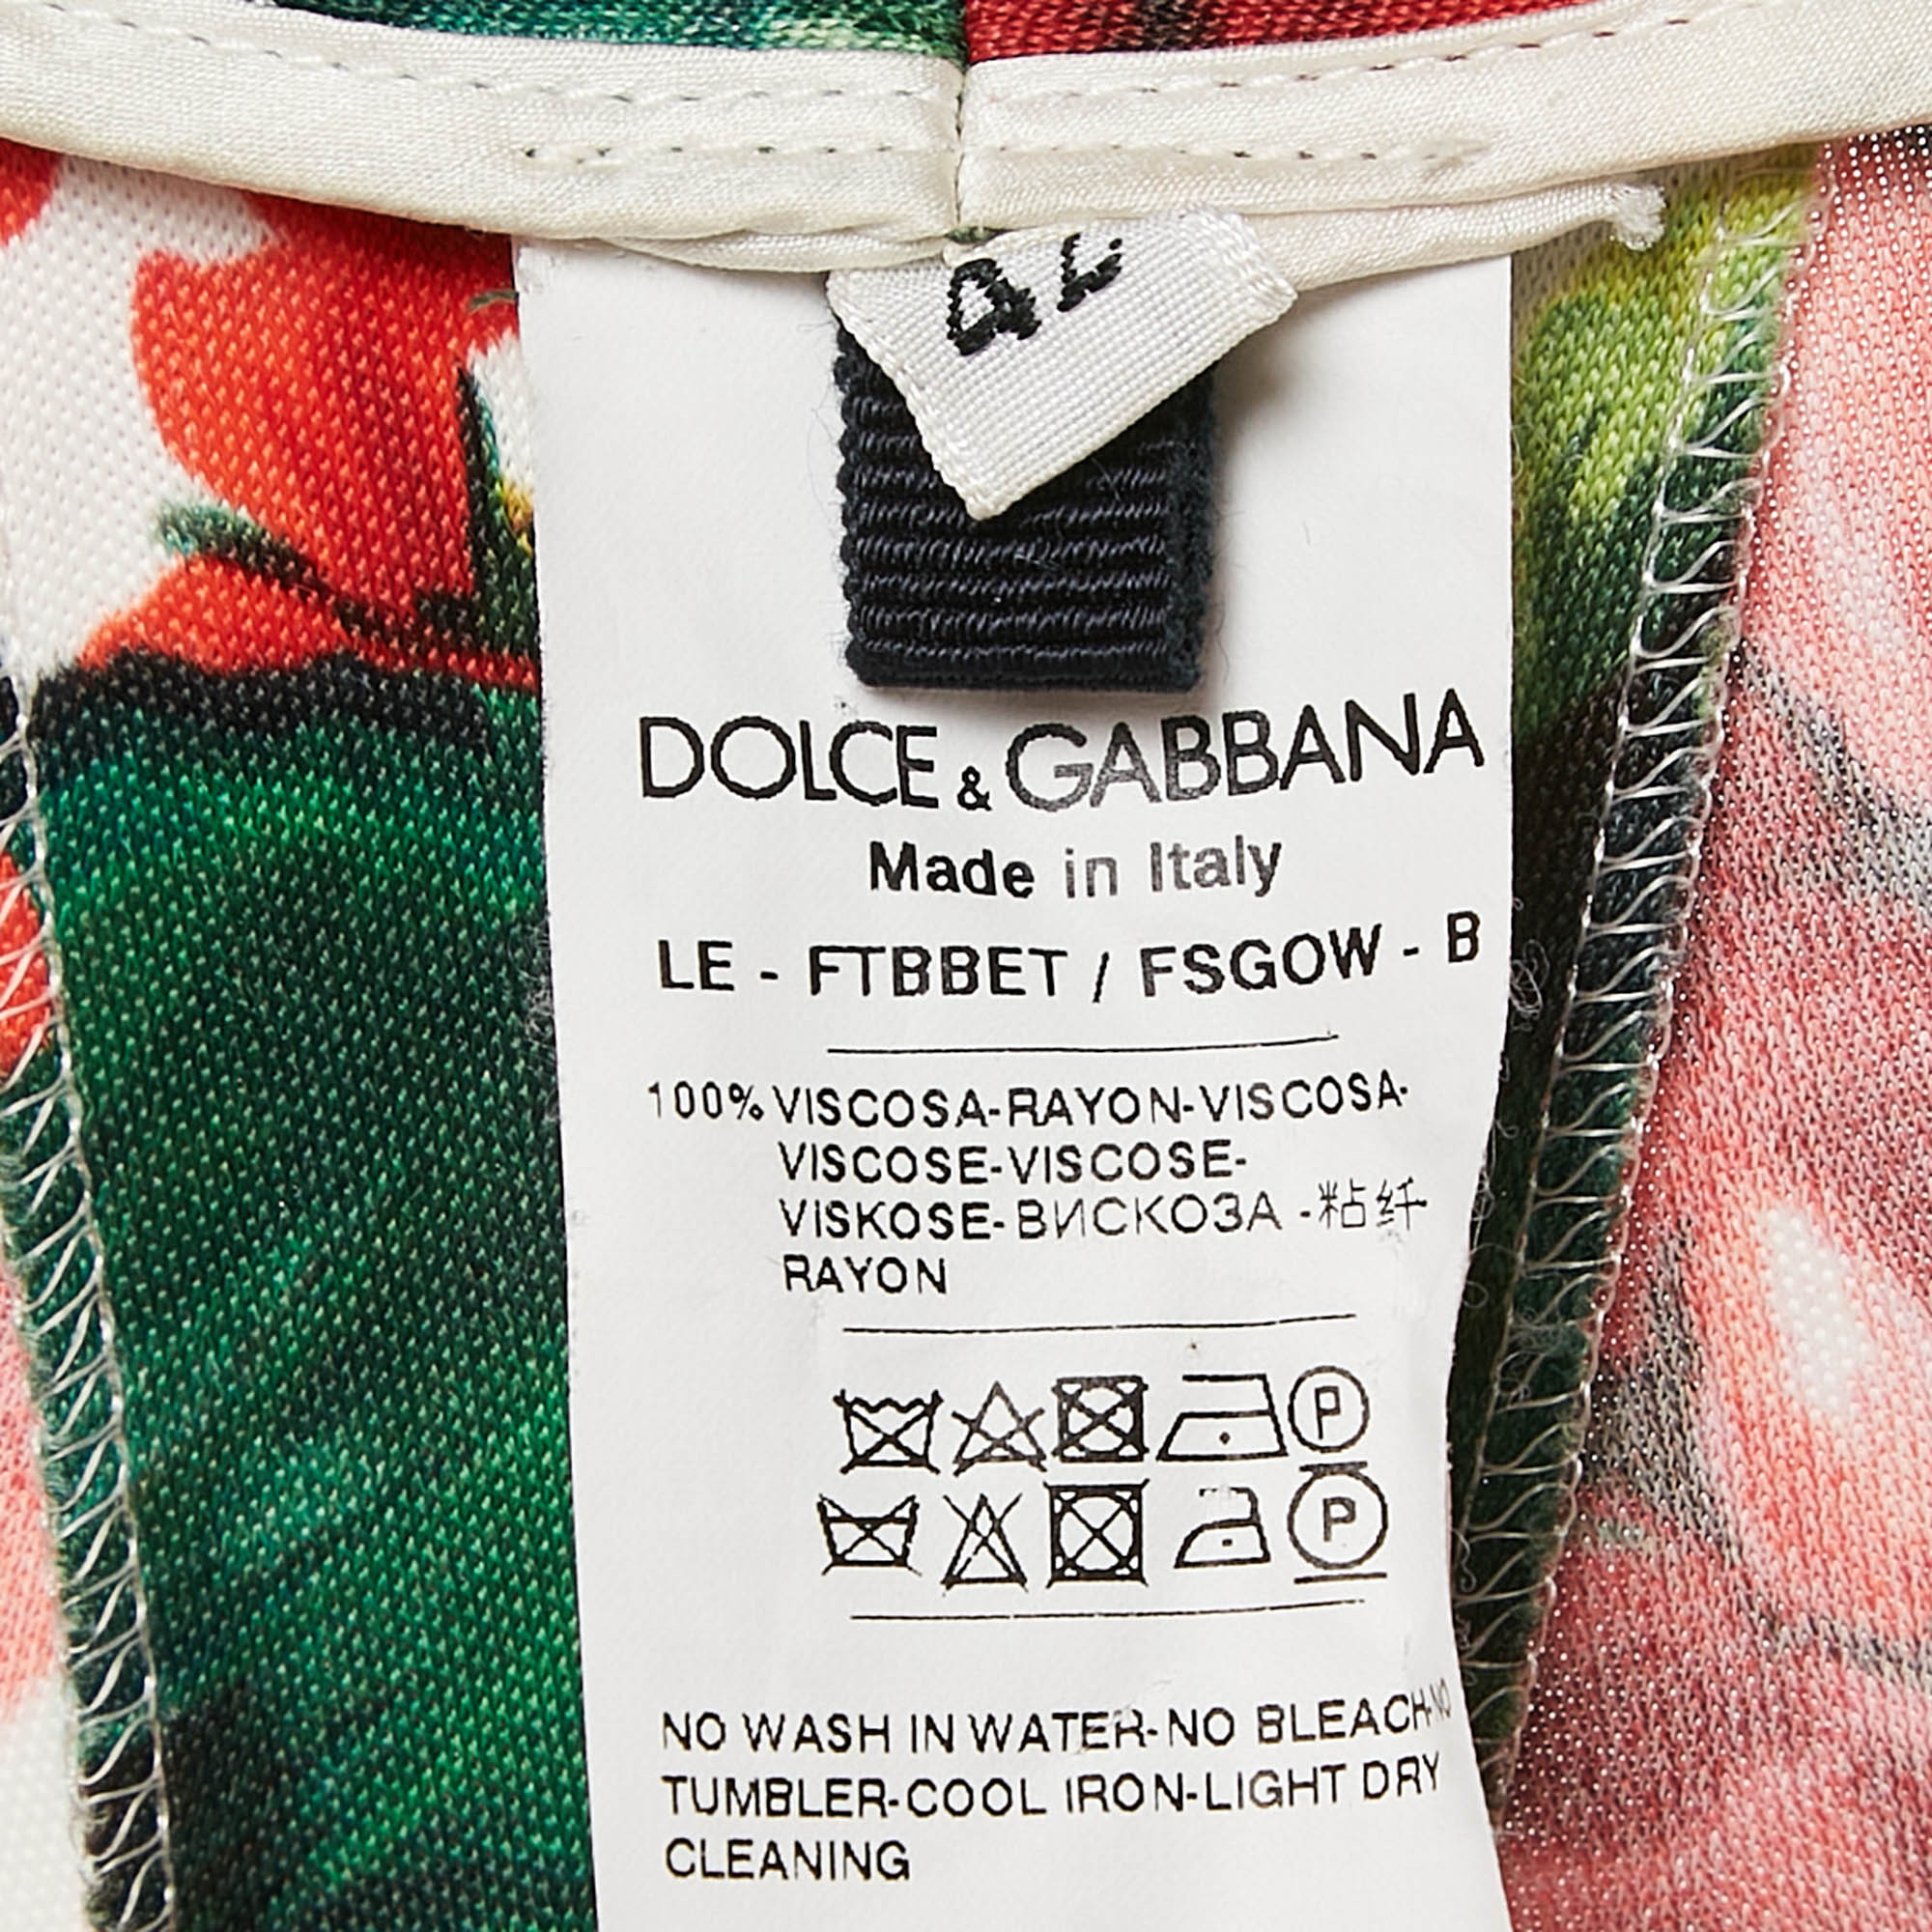 DOLCE & GABBANA
Made in Italy
LE - FTBBET / FSGOW - B
100% VISCOSA-RAYON-VISCOSA-
VISCOSE-VISCOSE-
VISKOSE-ВИСКОЗА -粘纤
RAYON
P
P
NO WASH IN WATER-NO BLEACH-NO
TUMBLER-COOL IRON-LIGHT DRY
CLEANING